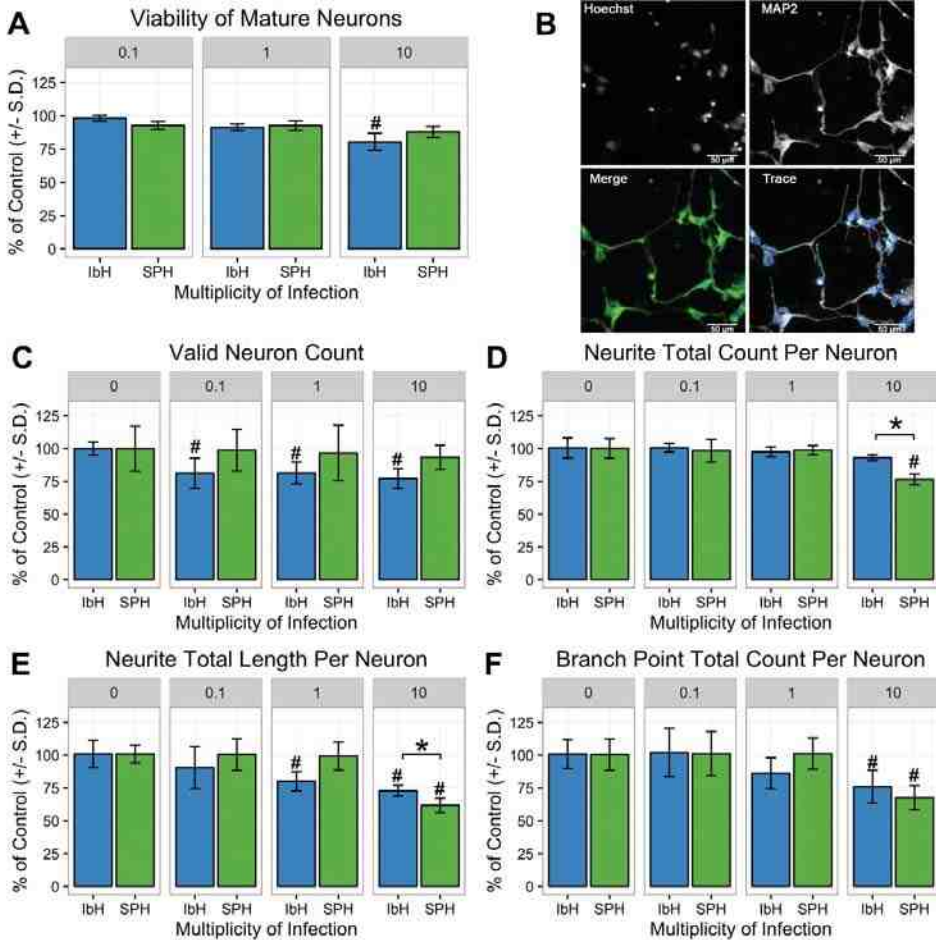 A
Viability of Mature Neurons
0.1 1 10
% of Control (+/- S.D.)
125
100
75
50
25
0
#
IbH SPH IbH SPH IbH SPH
Multiplicity of Infection
B
Hoechst MAP2
50 µm
Merge Trace
50 µm 50 µm
C
Valid Neuron Count
0 0.1 1 10
% of Control (+/- S.D.)
125
100
75
50
25
0
# # #
IbH SPH IbH SPH IbH SPH IbH SPH
Multiplicity of Infection
D
Neurite Total Count Per Neuron
0 0.1 1 10
% of Control (+/- S.D.)
125
100
75
50
25
0
*
#
IbH SPH IbH SPH IbH SPH IbH SPH
Multiplicity of Infection
E
Neurite Total Length Per Neuron
0 0.1 1 10
% of Control (+/- S.D.)
125
100
75
50
25
0
*
# # #
IbH SPH IbH SPH IbH SPH IbH SPH
Multiplicity of Infection
F
Branch Point Total Count Per Neuron
0 0.1 1 10
% of Control (+/- S.D.)
125
100
75
50
25
0
# #
IbH SPH IbH SPH IbH SPH IbH SPH
Multiplicity of Infection